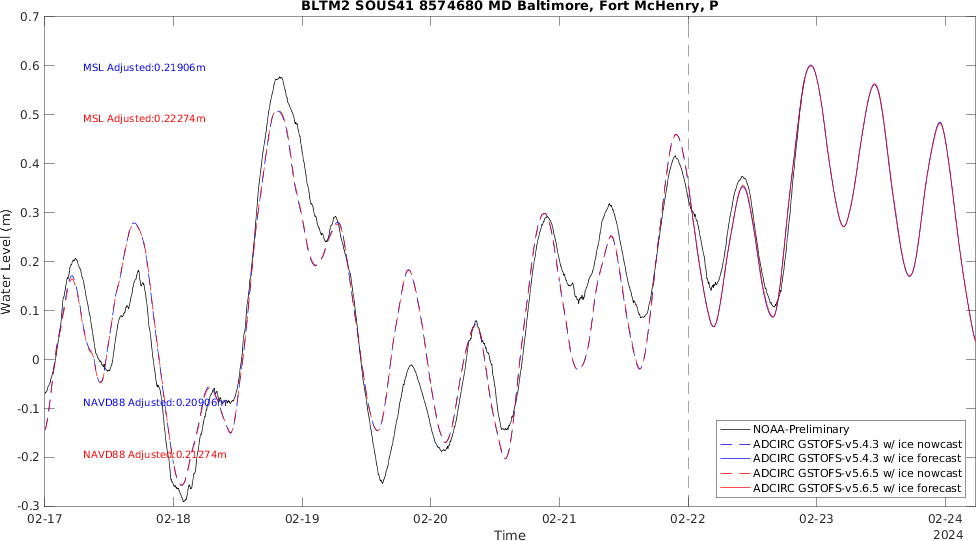 BLTM2 SOUS41 8574680 MD Baltimore, Fort McHenry, P
0.7
0.6
0.5
0.4
0.3
0.2
0.1
0
-0.1
-0.2
-0.3
Water Level (m)
MSL Adjusted:0.21906m
MSL Adjusted:0.22274m
NAVD88 Adjusted:0.20906m
NAVD88 Adjusted:0.21274m
NOAA-Preliminary
ADCIRC GSTOFS-v5.4.3 w/ ice nowcast
ADCIRC GSTOFS-v5.4.3 w/ ice forecast
ADCIRC GSTOFS-v5.6.5 w/ ice nowcast
ADCIRC GSTOFS-v5.6.5 w/ ice forecast
02-17 02-18 02-19 02-20 02-21 02-22 02-23 02-24
Time
2024